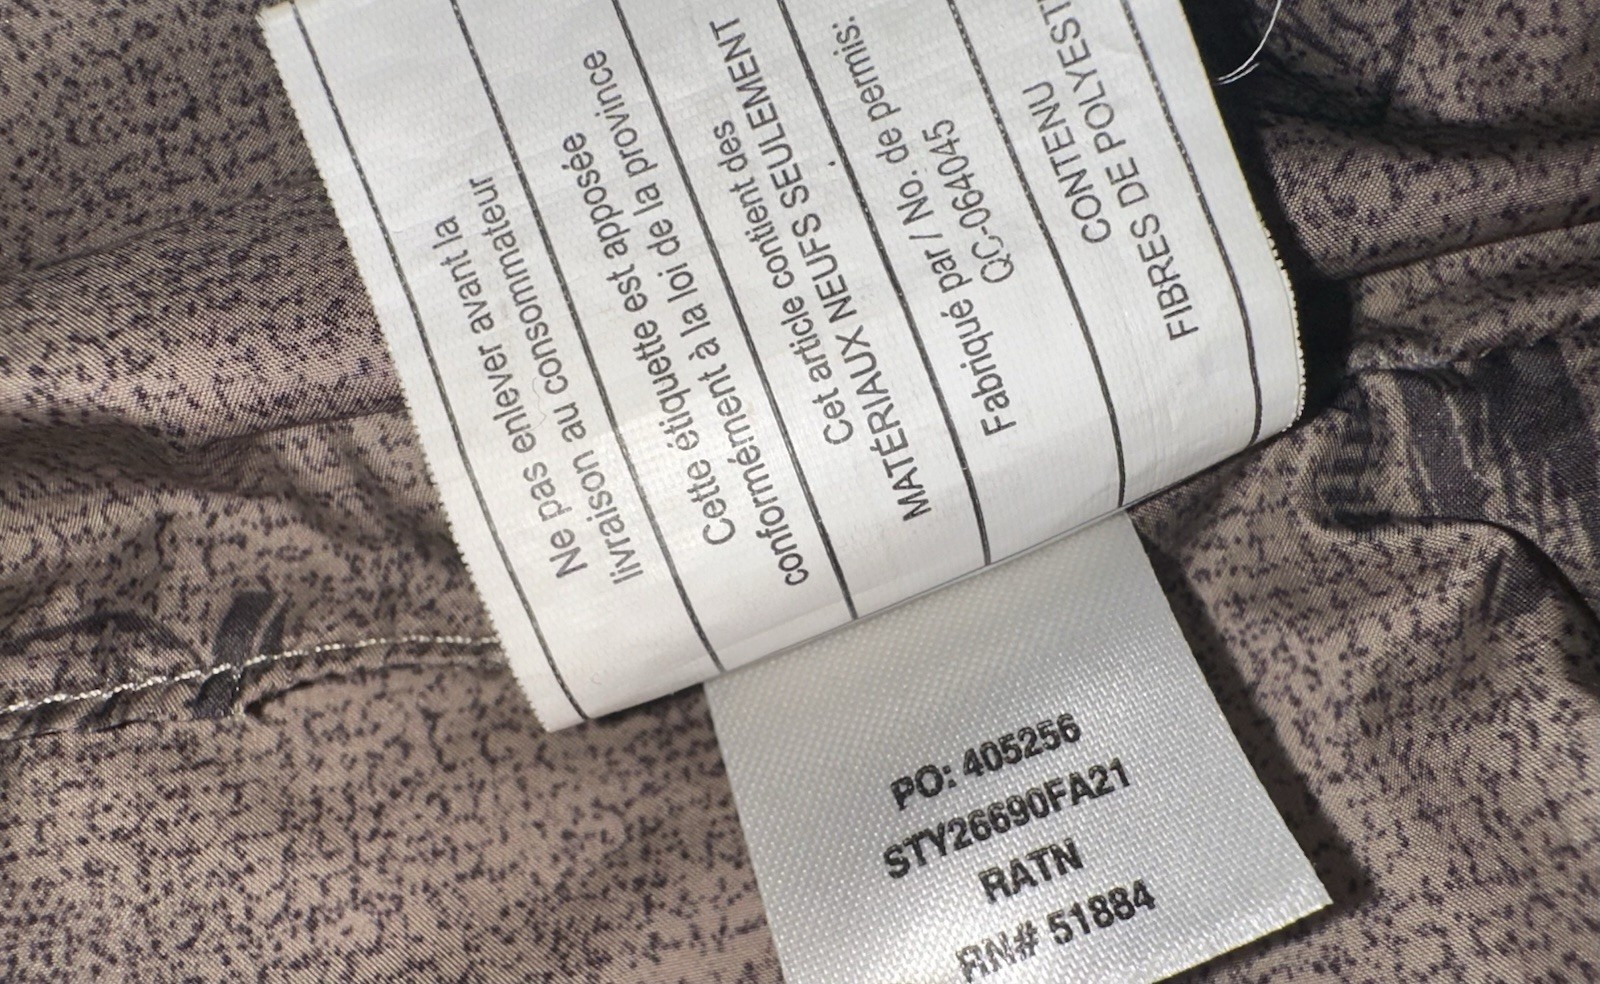 Ne pas enlever avant la
livraison au consommateur
Cette étiquette est apposée
conformément à la loi de la province
Cet article contient des
MATÉRIAUX NEUFS SEULEMENT
Fabriqué par / No. de permis:
QC-0644045
CONTENU
FIBRES DE
PO: 405256
STY26690FA21
RATN
RN# 51884